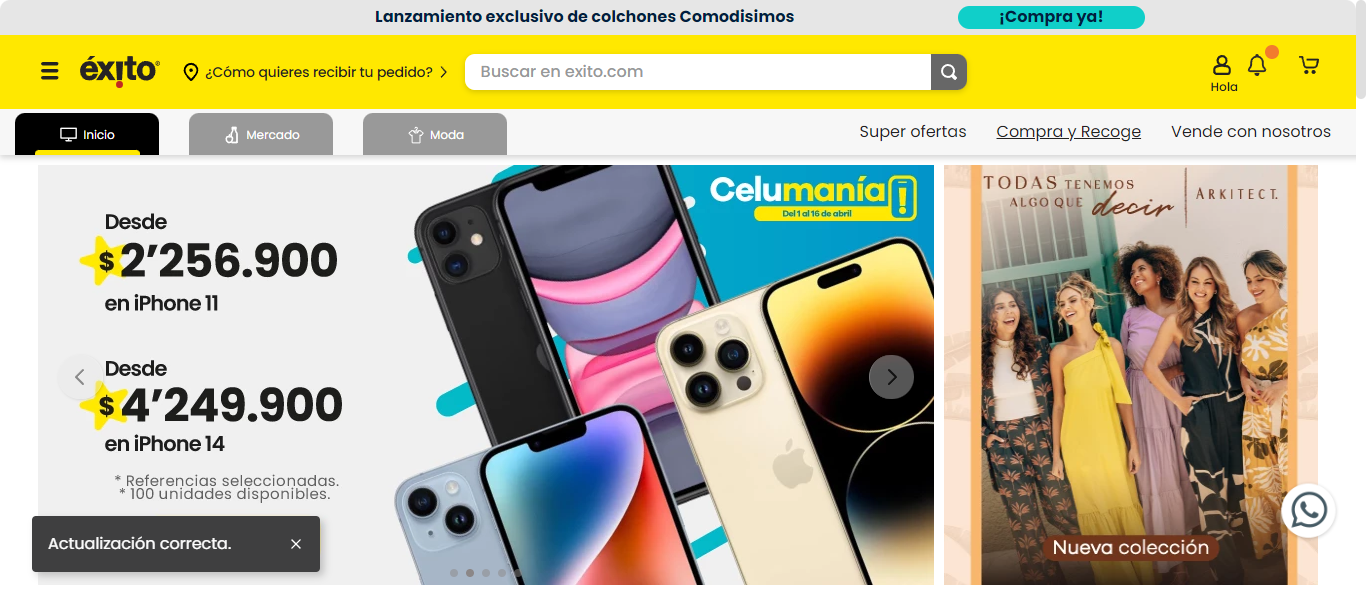 Lanzamiento exclusivo de colchones Comodisimos
¡Compra ya!
éxito
¿Cómo quieres recibir tu pedido?
Buscar en exito.com
Hola
Inicio
Mercado
Moda
Super ofertas
Compra y Recoge
Vende con nosotros
Desde
$2’256.900
en iPhone 11
Desde
$4’249.900
en iPhone 14
* Referencias seleccionadas.
* 100 unidades disponibles.
Celumanía
Del 1 al 16 de abril
TODAS TENEMOS
ALGO QUE decir
ARKITECT.
Nueva colección
Actualización correcta.